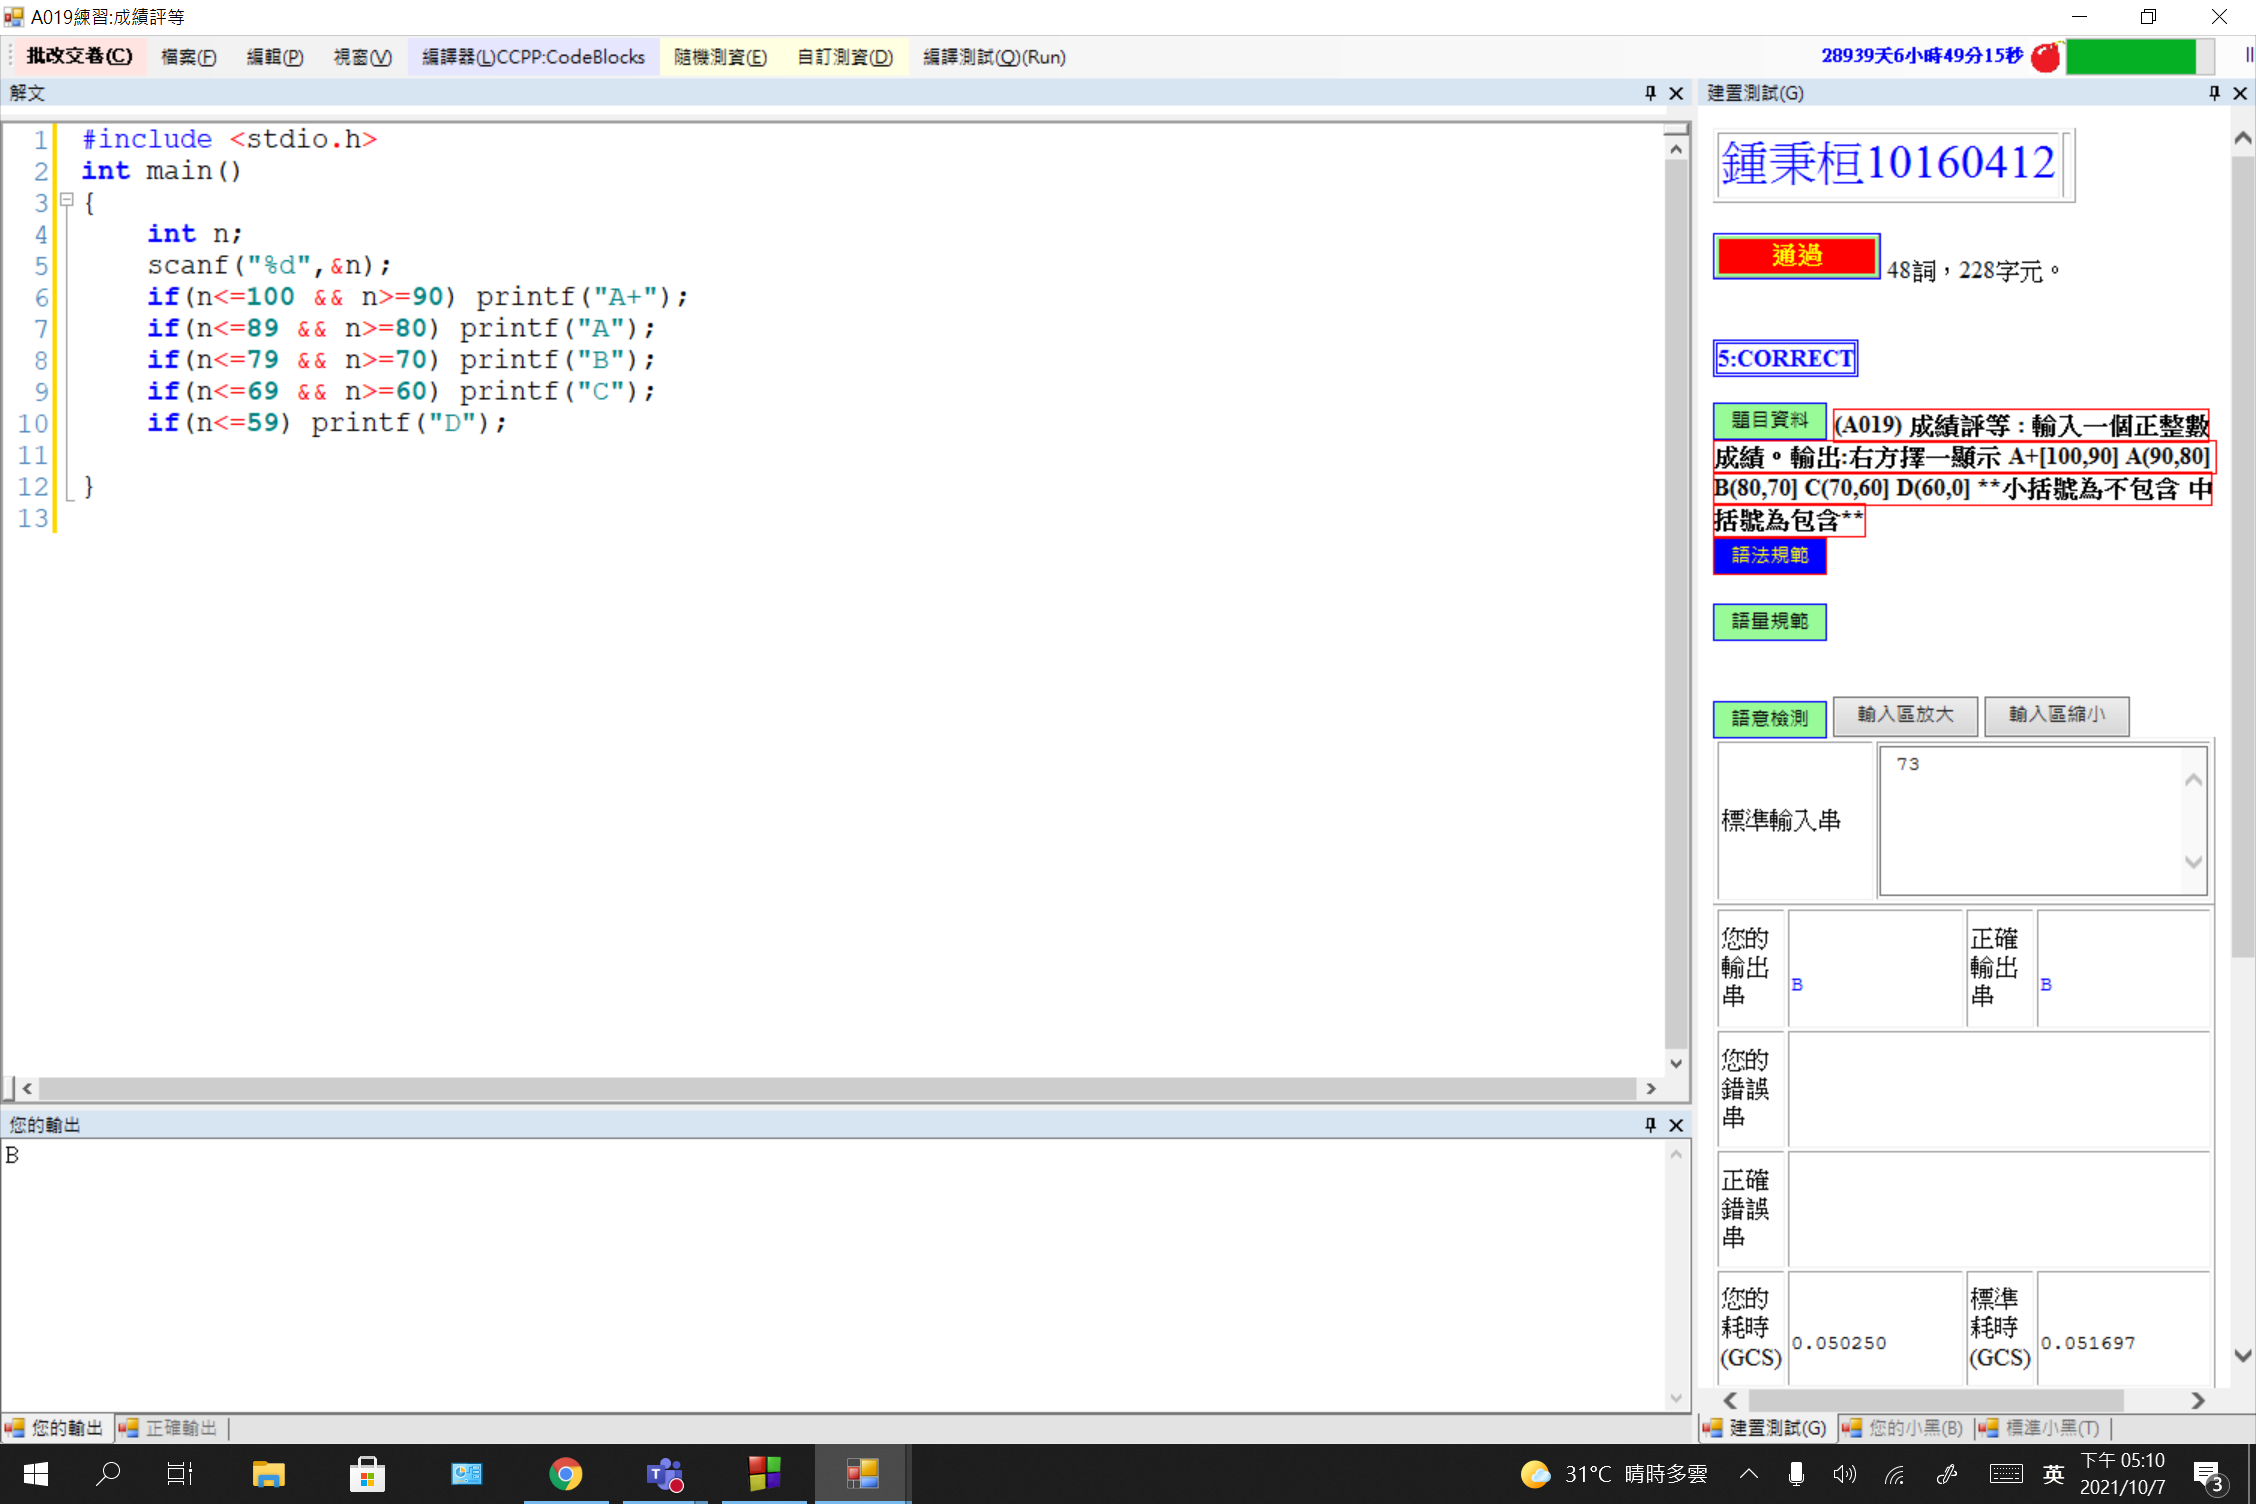 A019練習:成績評等
批改交卷(C) 檔案(F) 編輯(P) 視窗(V) 編譯器(L)CCPP:CodeBlocks 隨機測資(E) 自訂測資(D) 編譯測試(Q)(Run) 28939天6小時49分15秒
解文
1 #include <stdio.h>
2 int main()
3 {
4 int n;
5 scanf("%d",&n);
6 if(n<=100 && n>=90) printf("A+");
7 if(n<=89 && n>=80) printf("A");
8 if(n<=79 && n>=70) printf("B");
9 if(n<=69 && n>=60) printf("C");
10 if(n<=59) printf("D");
11
12 }
13
您的輸出
B
您的輸出 正確輸出
建置測試(G)
鍾秉桓10160412
通過 48詞，228字元。
5:CORRECT
題目資料 (A019) 成績評等 : 輸入一個正整數
成績。輸出:右方擇一顯示 A+[100,90] A(90,80]
B(80,70] C(70,60] D(60,0] **小括號為不包含 中
括號為包含**
語法規範
語量規範
語意檢測 輸入區放大 輸入區縮小
標準輸入串 73
您的輸出串 B 正確輸出串 B
您的錯誤串
正確錯誤串
您的耗時(GCS) 0.050250 標準耗時(GCS) 0.051697
建置測試(G) 您的小黑(B) 標準小黑(T)
31°C 晴時多雲 英 下午 05:10
2021/10/7 3